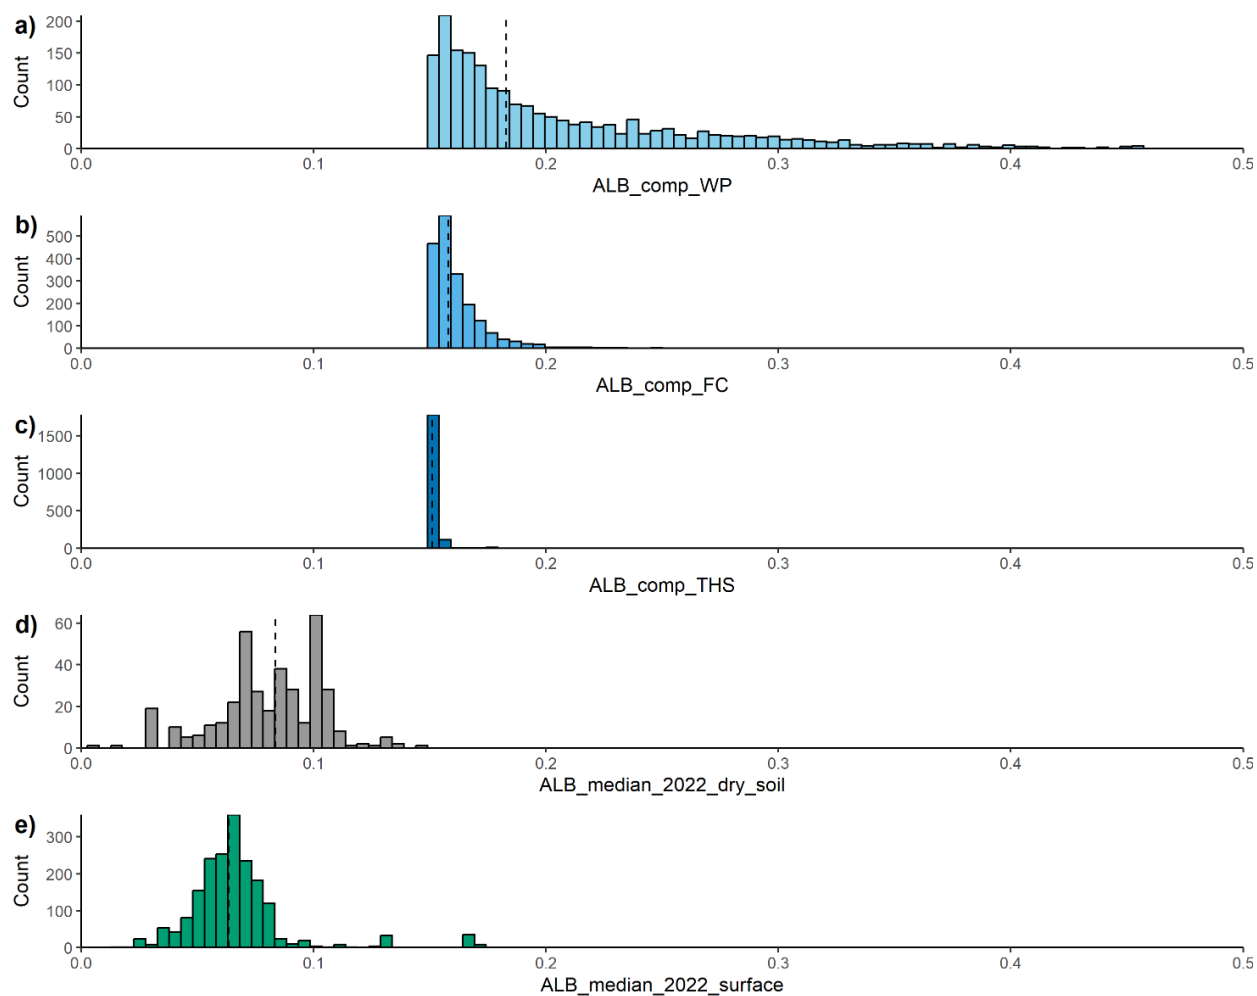 a)
Count
200
150
100
50
0
0.0 0.1 0.2 0.3 0.4 0.5
ALB_comp_WP
b)
Count
500
400
300
200
100
0
0.0 0.1 0.2 0.3 0.4 0.5
ALB_comp_FC
c)
Count
1500
1000
500
0
0.0 0.1 0.2 0.3 0.4 0.5
ALB_comp_THS
d)
Count
60
40
20
0
0.0 0.1 0.2 0.3 0.4 0.5
ALB_median_2022_dry_soil
e)
Count
300
200
100
0
0.0 0.1 0.2 0.3 0.4 0.5
ALB_median_2022_surface